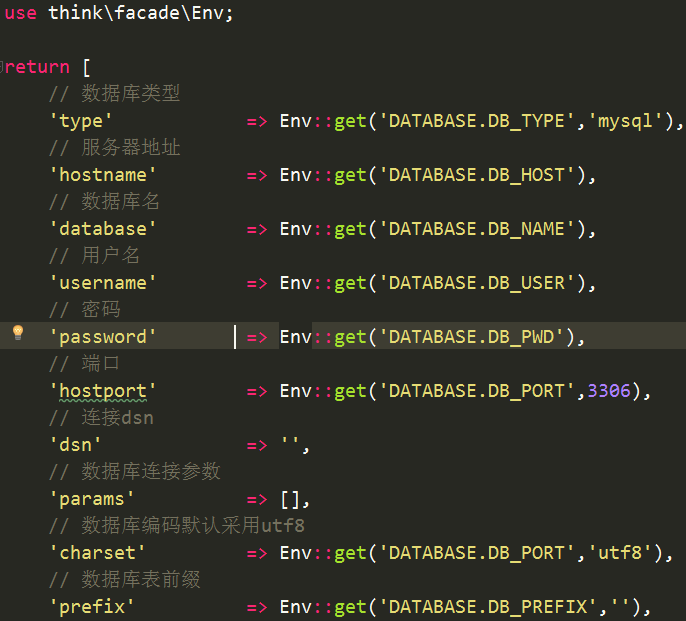 use think\facade\Env;
return [
// 数据库类型
'type' => Env::get('DATABASE.DB_TYPE','mysql'),
// 服务器地址
'hostname' => Env::get('DATABASE.DB_HOST'),
// 数据库名
'database' => Env::get('DATABASE.DB_NAME'),
// 用户名
'username' => Env::get('DATABASE.DB_USER'),
// 密码
'password' => Env::get('DATABASE.DB_PWD'),
// 端口
'hostport' => Env::get('DATABASE.DB_PORT',3306),
// 连接dsn
'dsn' => '',
// 数据库连接参数
'params' => [],
// 数据库编码默认采用utf8
'charset' => Env::get('DATABASE.DB_PORT','utf8'),
// 数据库表前缀
'prefix' => Env::get('DATABASE.DB_PREFIX',''),